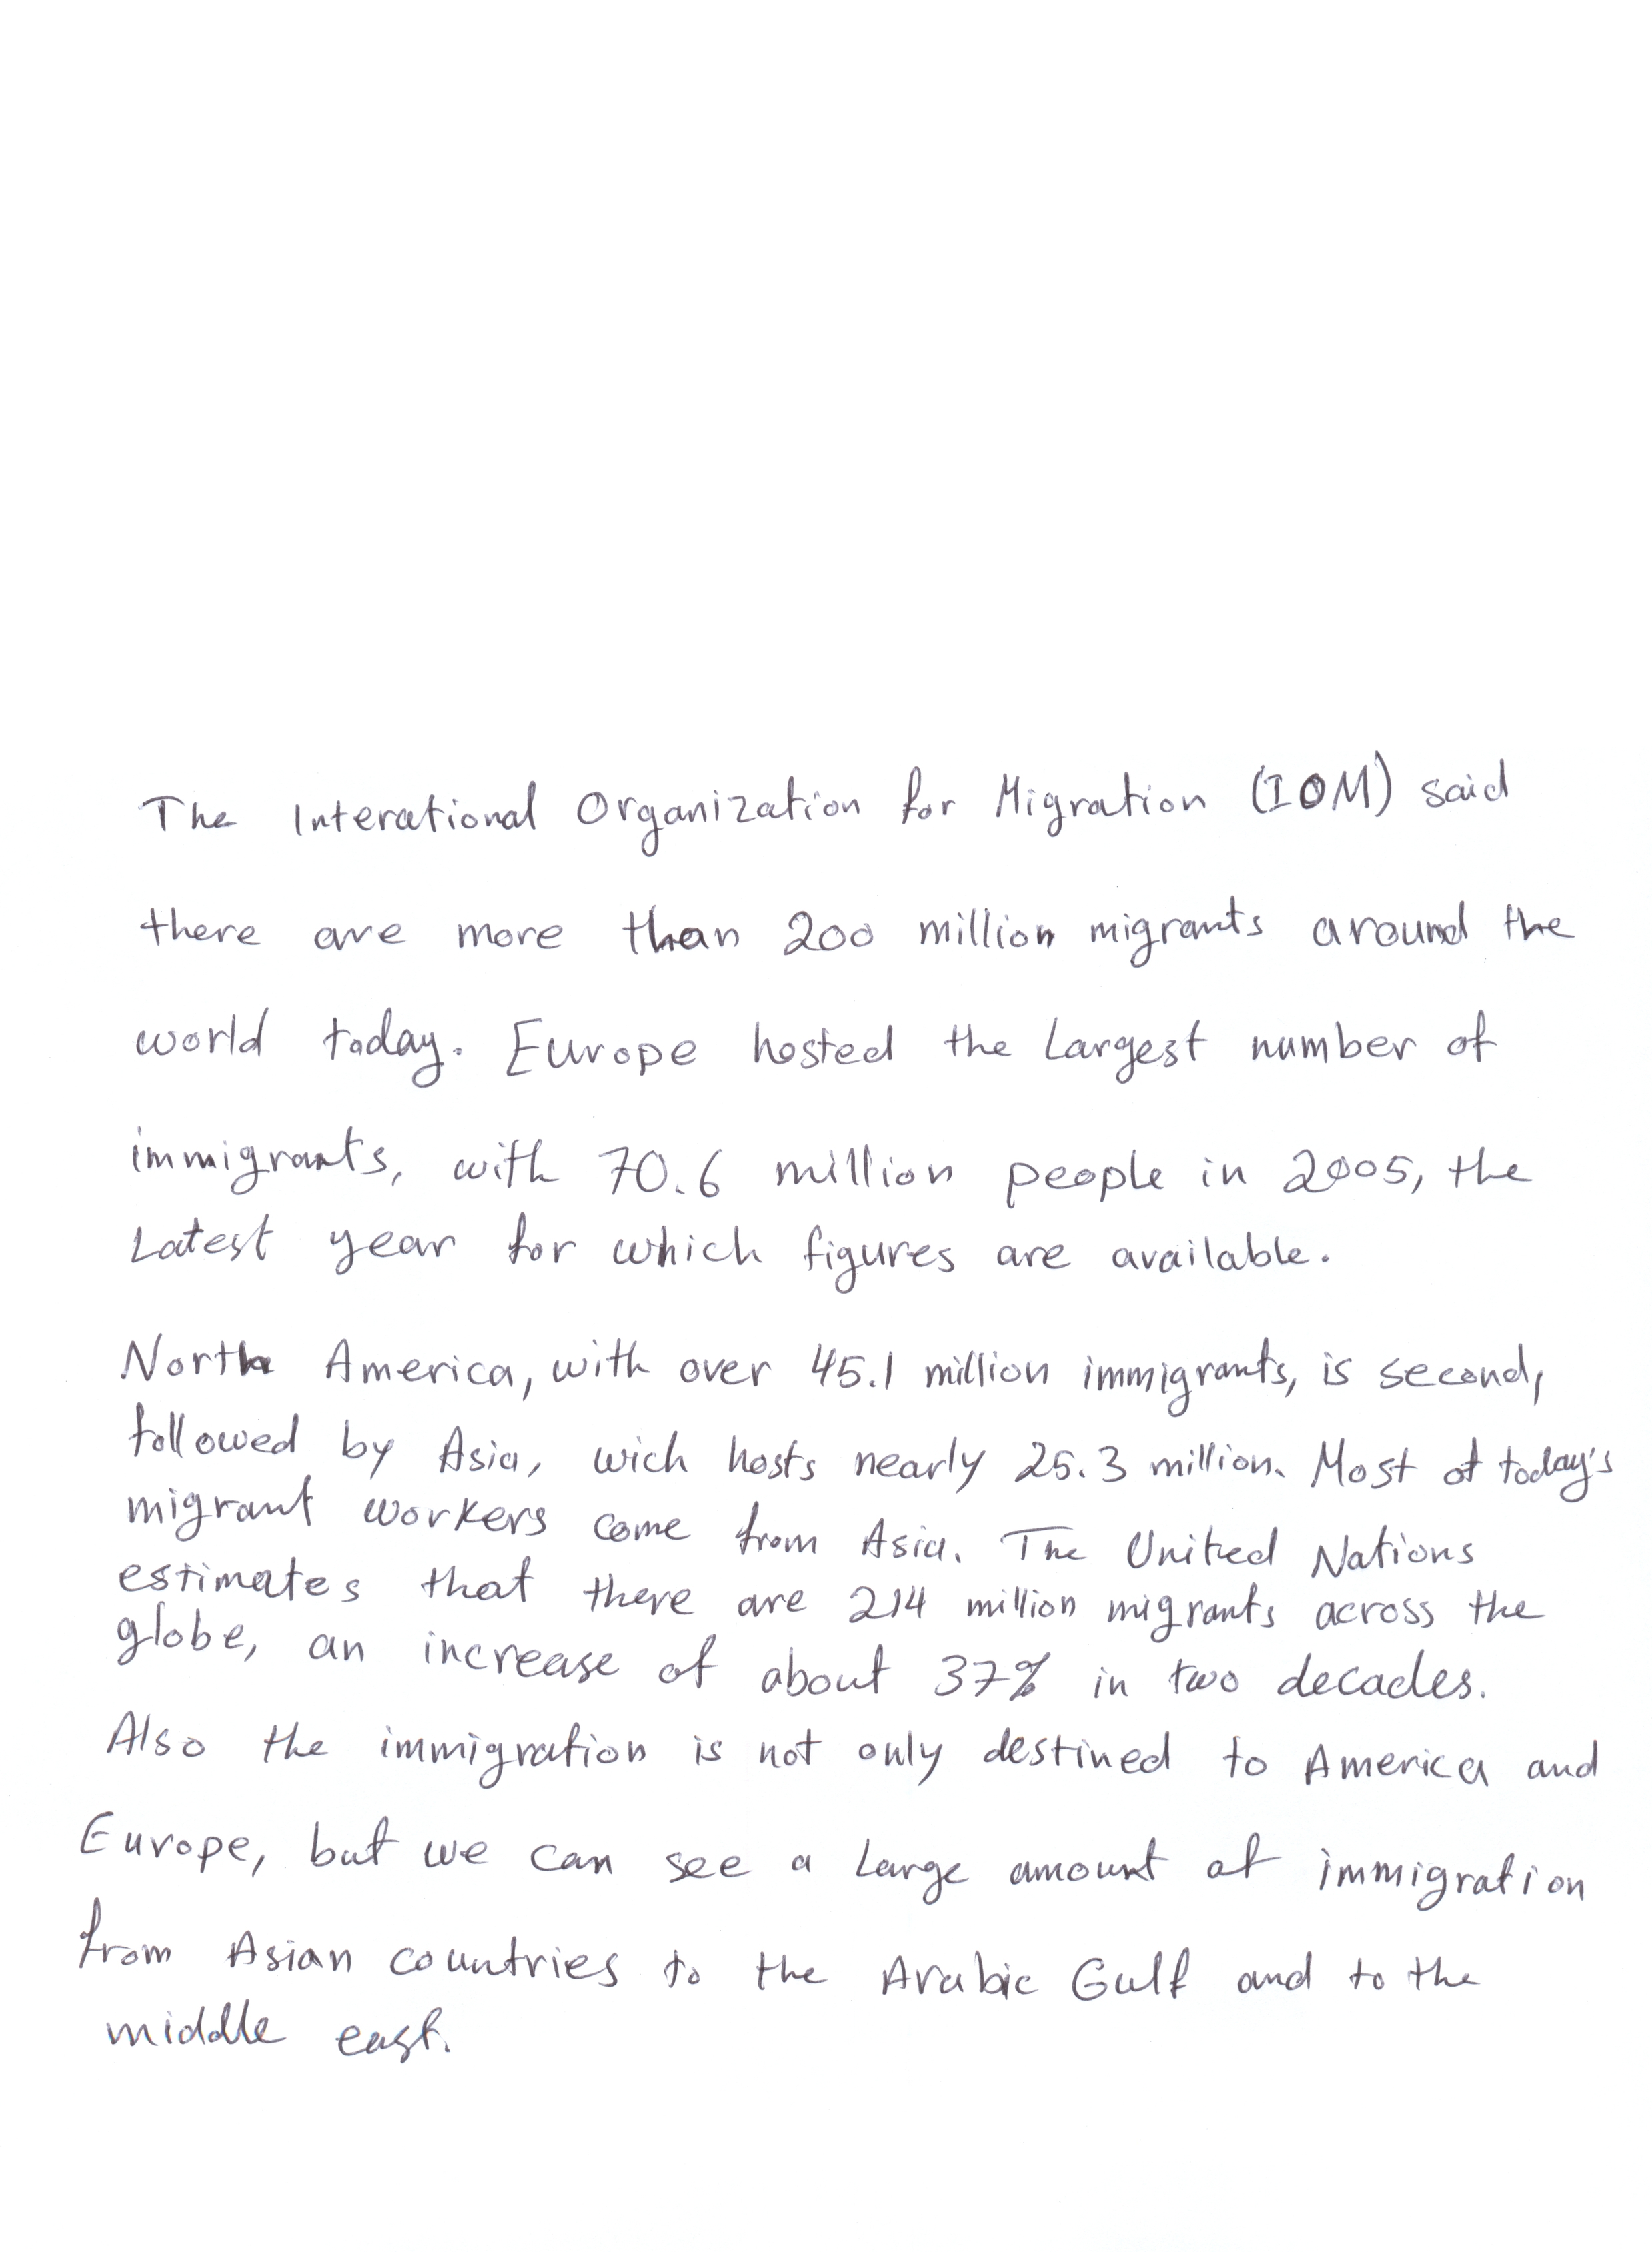 The Interational Organization for Migration (IOM) said
there are more than 200 million migrants around the
world today. Europe hosted the Largest number of
immigrants, with 70.6 million people in 2005, the
Latest year for which figures are available.
North America, with over 45.1 million immigrants, is second,
followed by Asia, wich hosts nearly 25.3 million. Most of today's
migrant workers come from Asia. The United Nations
estimates that there are 214 million migrants across the
globe, an increase of about 37% in two decades.
Also the immigration is not only destined to America and
Europe, but we can see a Large amount of immigration
from Asian countries to the Arabic Gulf and to the
middle east.